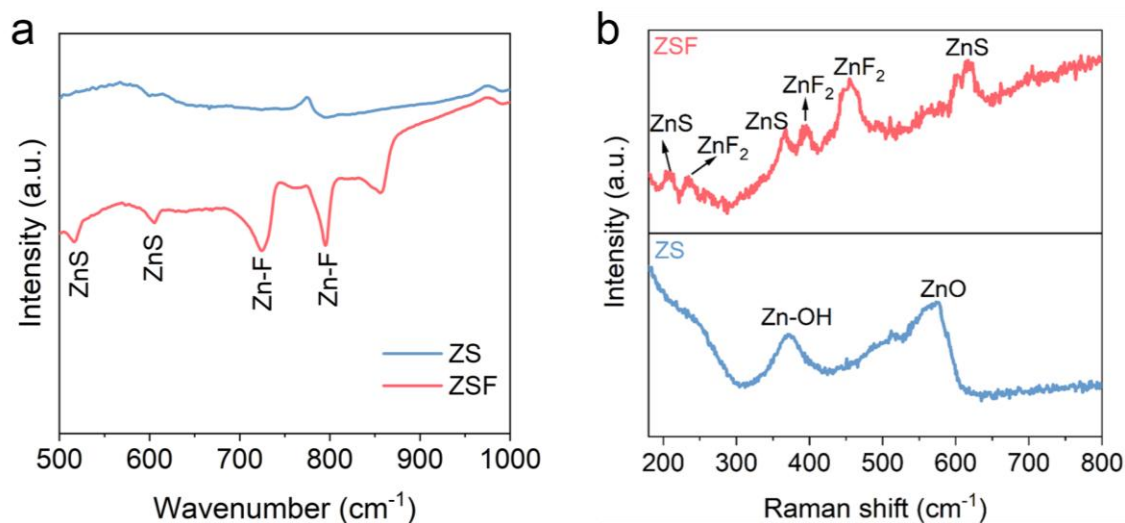 a
Intensity (a.u.)
ZnS
ZnS
Zn-F
Zn-F
ZS
ZSF
500 600 700 800 900 1000
Wavenumber (cm⁻¹)
b
Intensity (a.u.)
ZSF
ZnS
ZnF₂
ZnS
ZnF₂
ZnF₂
ZnS
ZS
Zn-OH
ZnO
200 300 400 500 600 700 800
Raman shift (cm⁻¹)